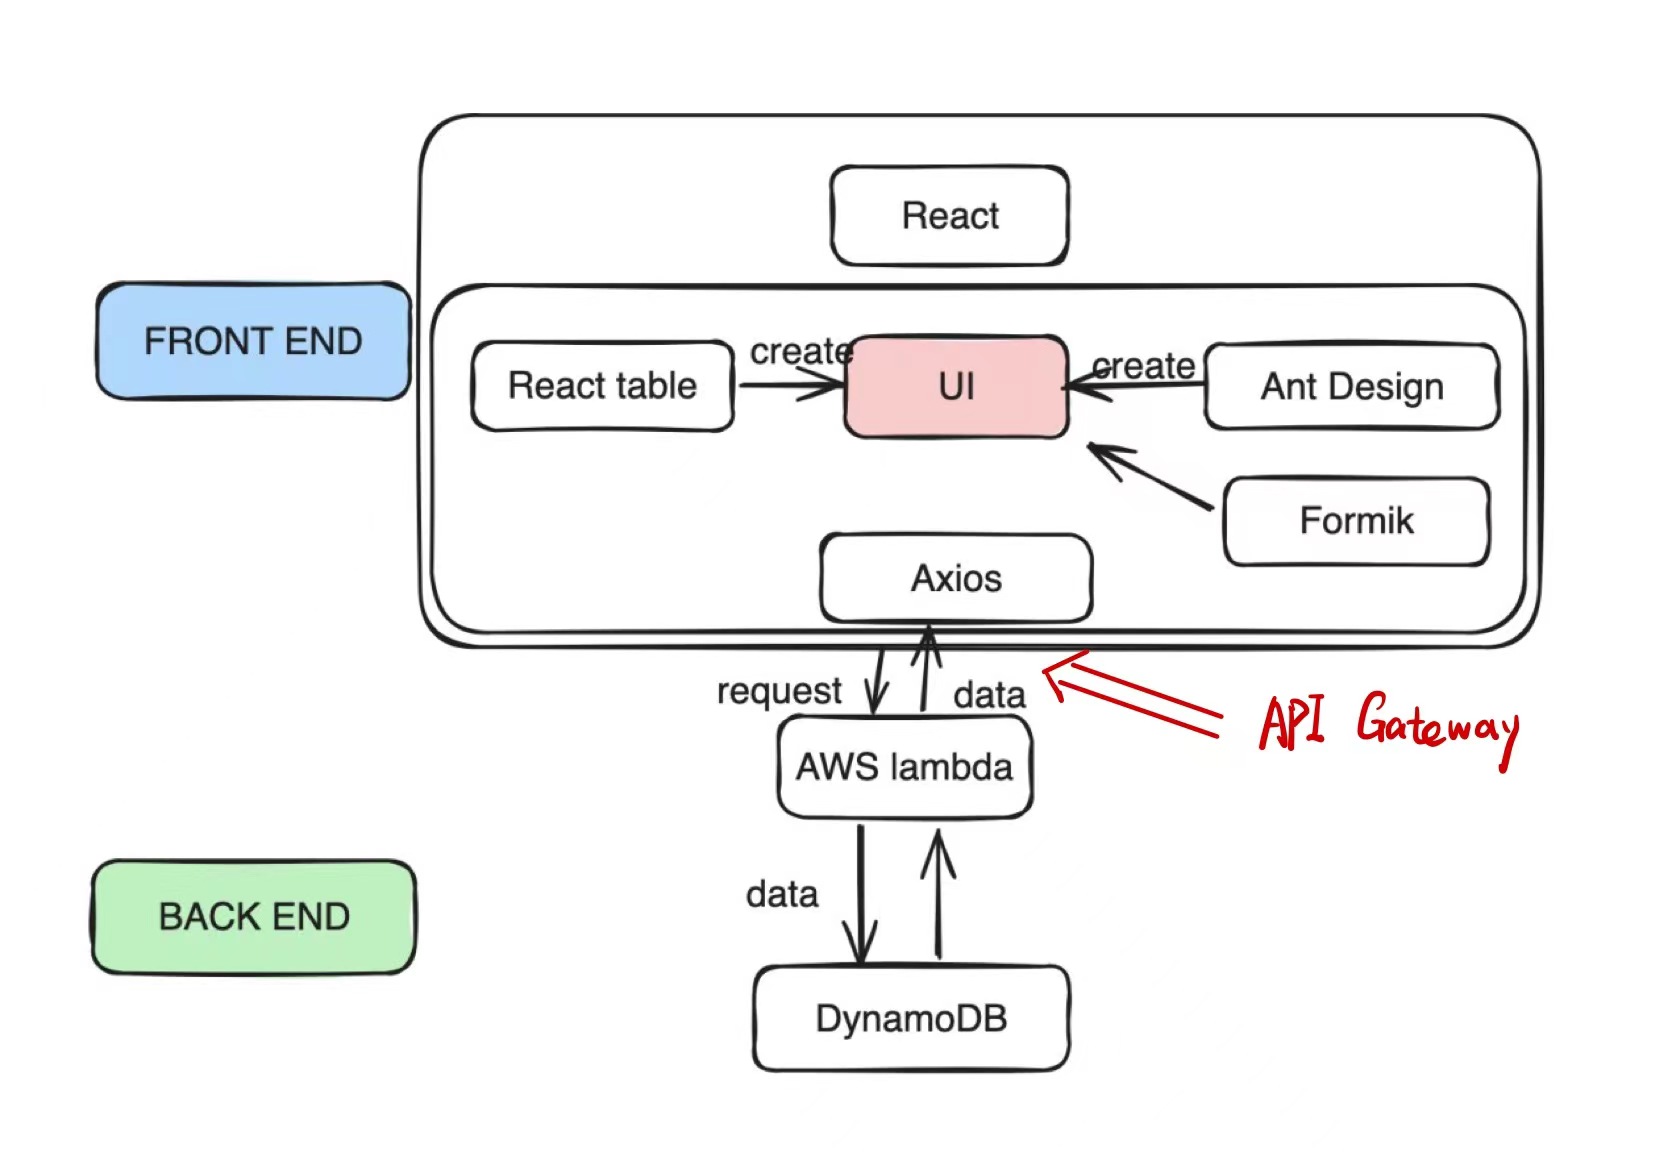 React
FRONT END
React table
create
UI
create
Ant Design
Formik
Axios
request
data
API Gateway
AWS lambda
data
BACK END
DynamoDB